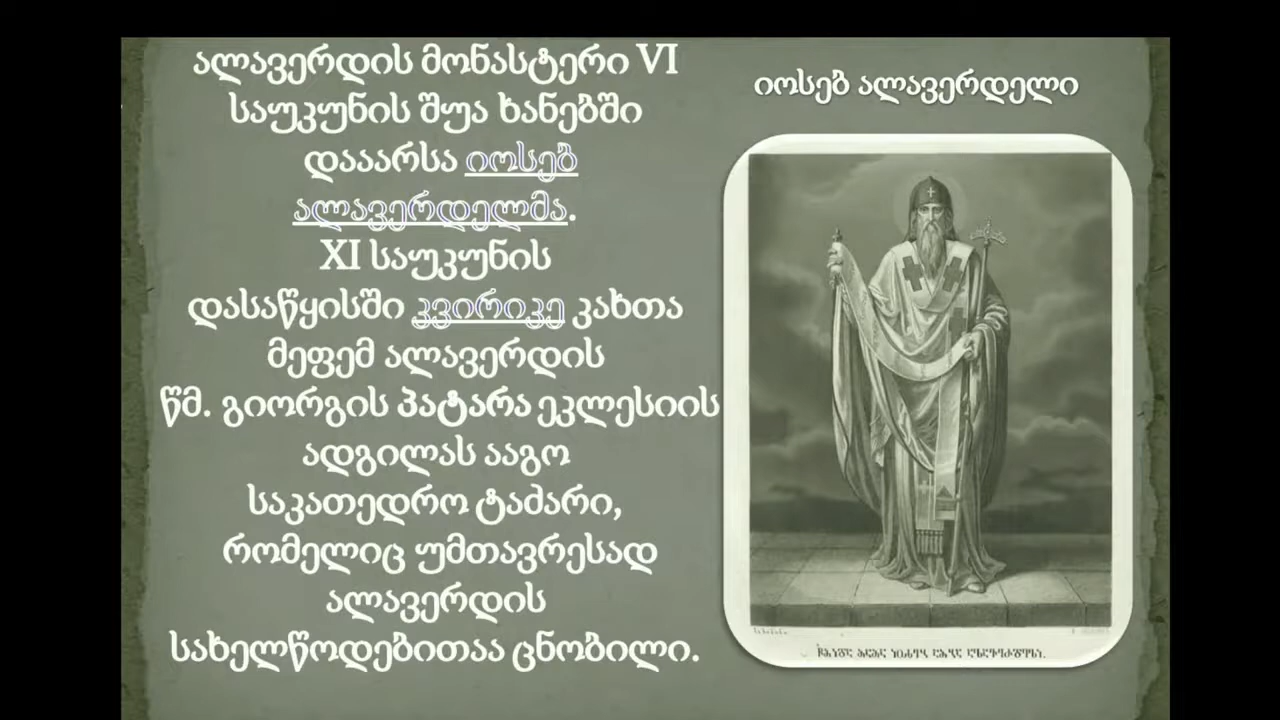 ალავერდის მონასტერი VI
საუკუნის შუა ხანებში
დააარსა იოსებ
ალავერდელმა.
XI საუკუნის
დასაწყისში კვირიკე კახთა
მეფემ ალავერდის
წმ. გიორგის პატარა ეკლესიის
ადგილას ააგო
საკათედრო ტაძარი,
რომელიც უმთავრესად
ალავერდის
სახელწოდებითაა ცნობილი.
იოსებ ალავერდელი